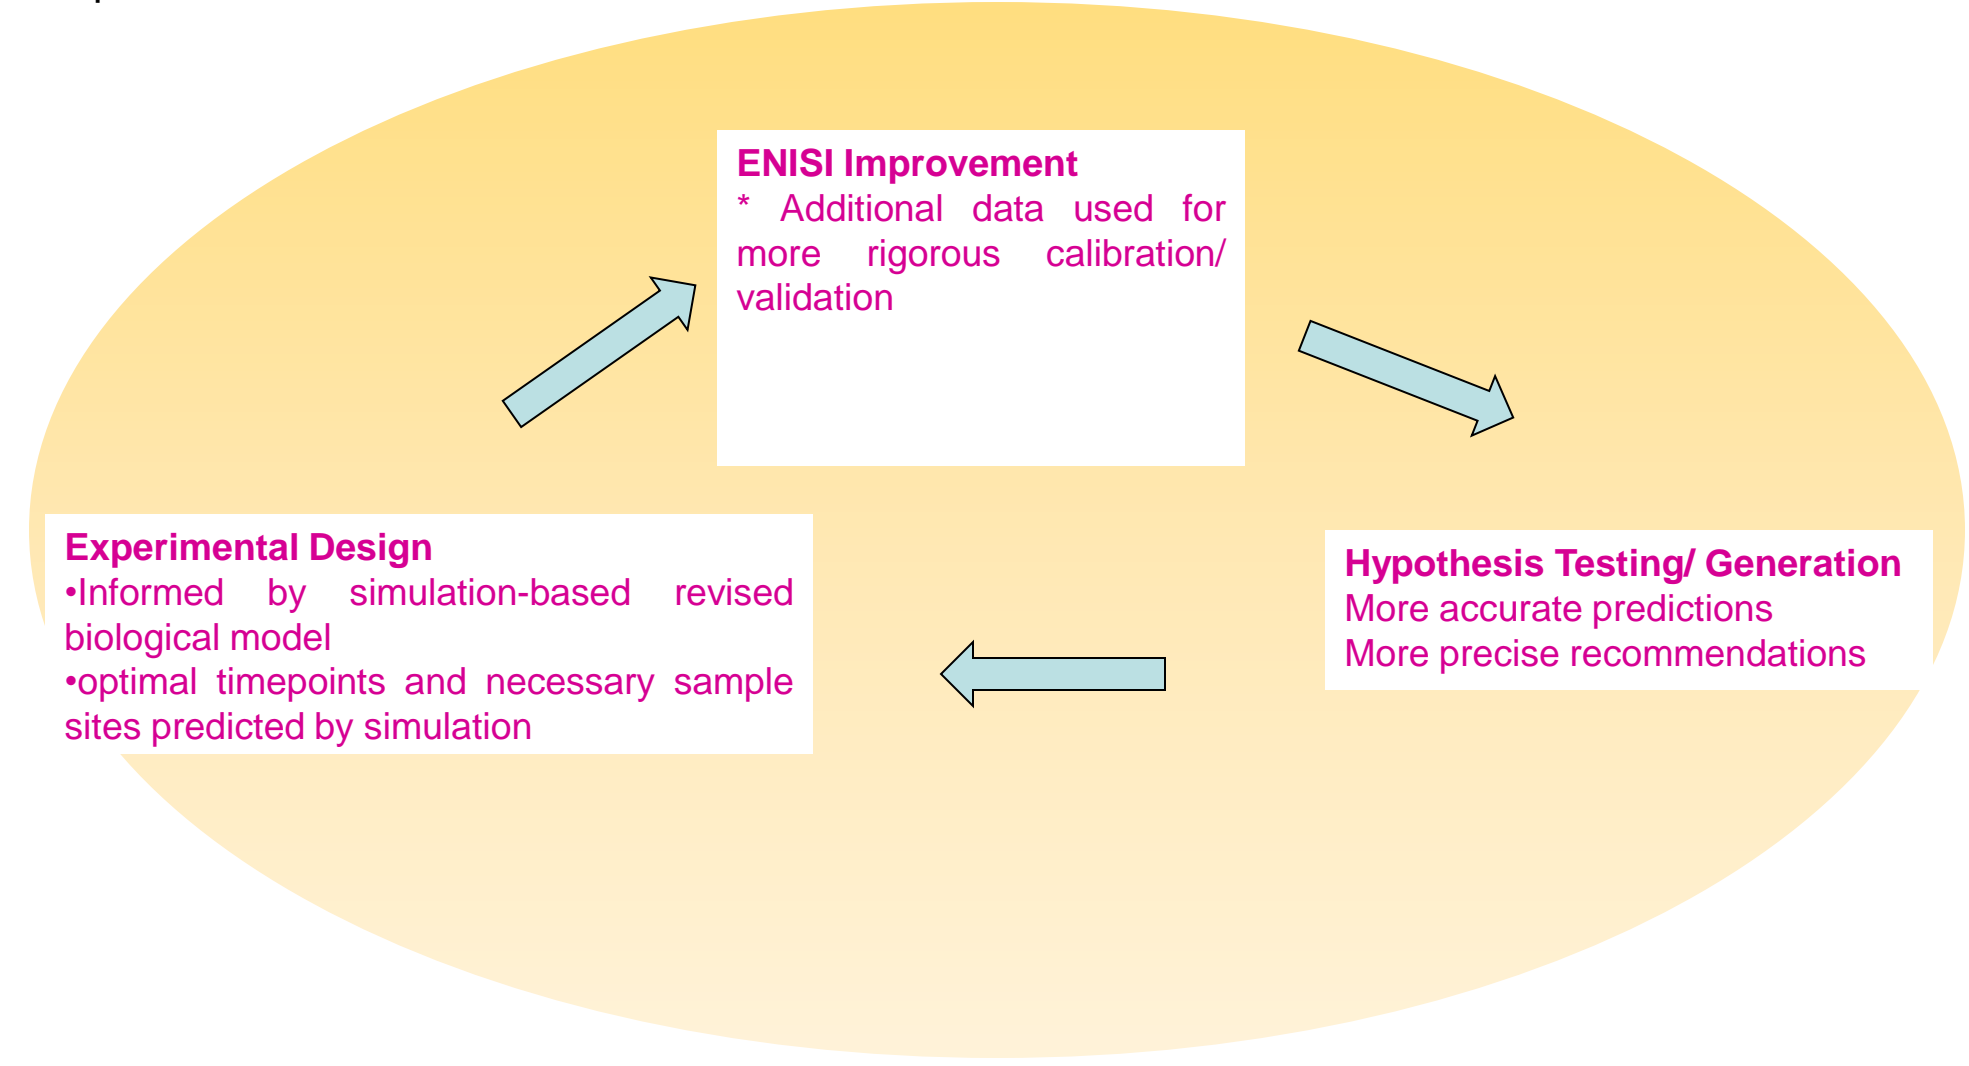 ENISI Improvement
* Additional data used for
more rigorous calibration/
validation
Experimental Design
•Informed by simulation-based revised
biological model
•optimal timepoints and necessary sample
sites predicted by simulation
Hypothesis Testing/ Generation
More accurate predictions
More precise recommendations